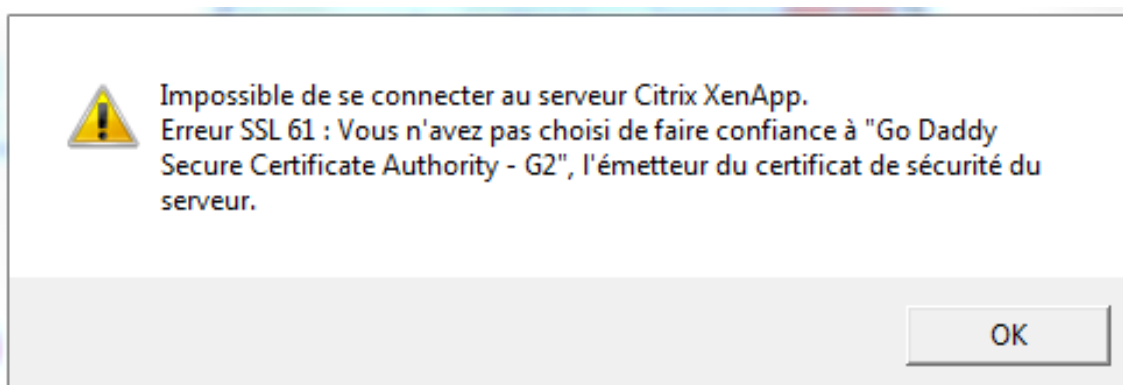 Impossible de se connecter au serveur Citrix XenApp.
Erreur SSL 61 : Vous n'avez pas choisi de faire confiance à "Go Daddy
Secure Certificate Authority - G2", l'émetteur du certificat de sécurité du
serveur.
OK